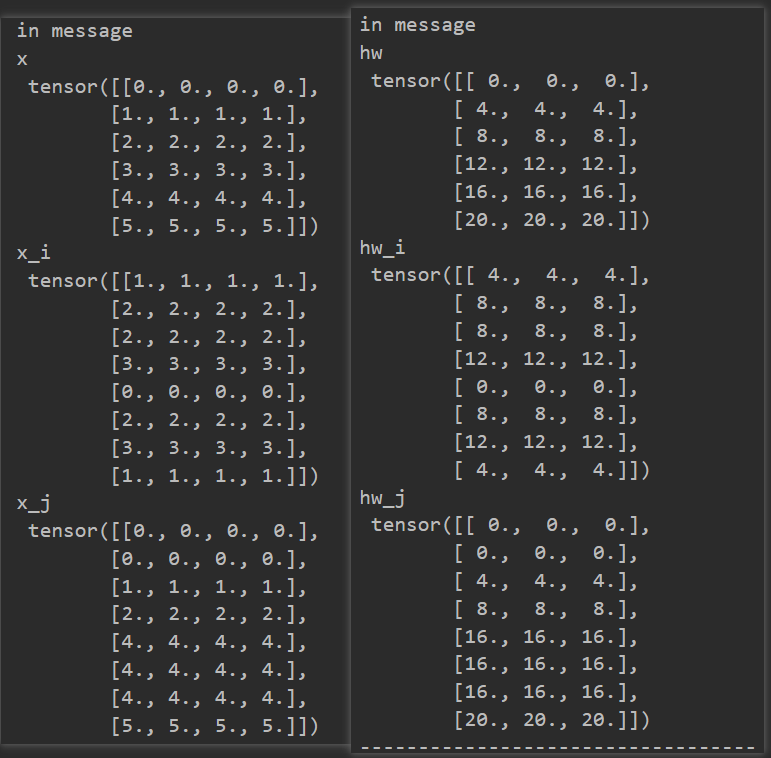 in message
x
 tensor([[0., 0., 0., 0.],
        [1., 1., 1., 1.],
        [2., 2., 2., 2.],
        [3., 3., 3., 3.],
        [4., 4., 4., 4.],
        [5., 5., 5., 5.]])
x_i
 tensor([[1., 1., 1., 1.],
        [2., 2., 2., 2.],
        [2., 2., 2., 2.],
        [3., 3., 3., 3.],
        [0., 0., 0., 0.],
        [2., 2., 2., 2.],
        [3., 3., 3., 3.],
        [1., 1., 1., 1.]])
x_j
 tensor([[0., 0., 0., 0.],
        [0., 0., 0., 0.],
        [1., 1., 1., 1.],
        [2., 2., 2., 2.],
        [4., 4., 4., 4.],
        [4., 4., 4., 4.],
        [4., 4., 4., 4.],
        [5., 5., 5., 5.]])
in message
hw
 tensor([[ 0.,  0.,  0.],
        [ 4.,  4.,  4.],
        [ 8.,  8.,  8.],
        [12., 12., 12.],
        [16., 16., 16.],
        [20., 20., 20.]])
hw_i
 tensor([[ 4.,  4.,  4.],
        [ 8.,  8.,  8.],
        [ 8.,  8.,  8.],
        [12., 12., 12.],
        [ 0.,  0.,  0.],
        [ 8.,  8.,  8.],
        [12., 12., 12.],
        [ 4.,  4.,  4.]])
hw_j
 tensor([[ 0.,  0.,  0.],
        [ 0.,  0.,  0.],
        [ 4.,  4.,  4.],
        [ 8.,  8.,  8.],
        [16., 16., 16.],
        [16., 16., 16.],
        [16., 16., 16.],
        [20., 20., 20.]])
----------------------------------